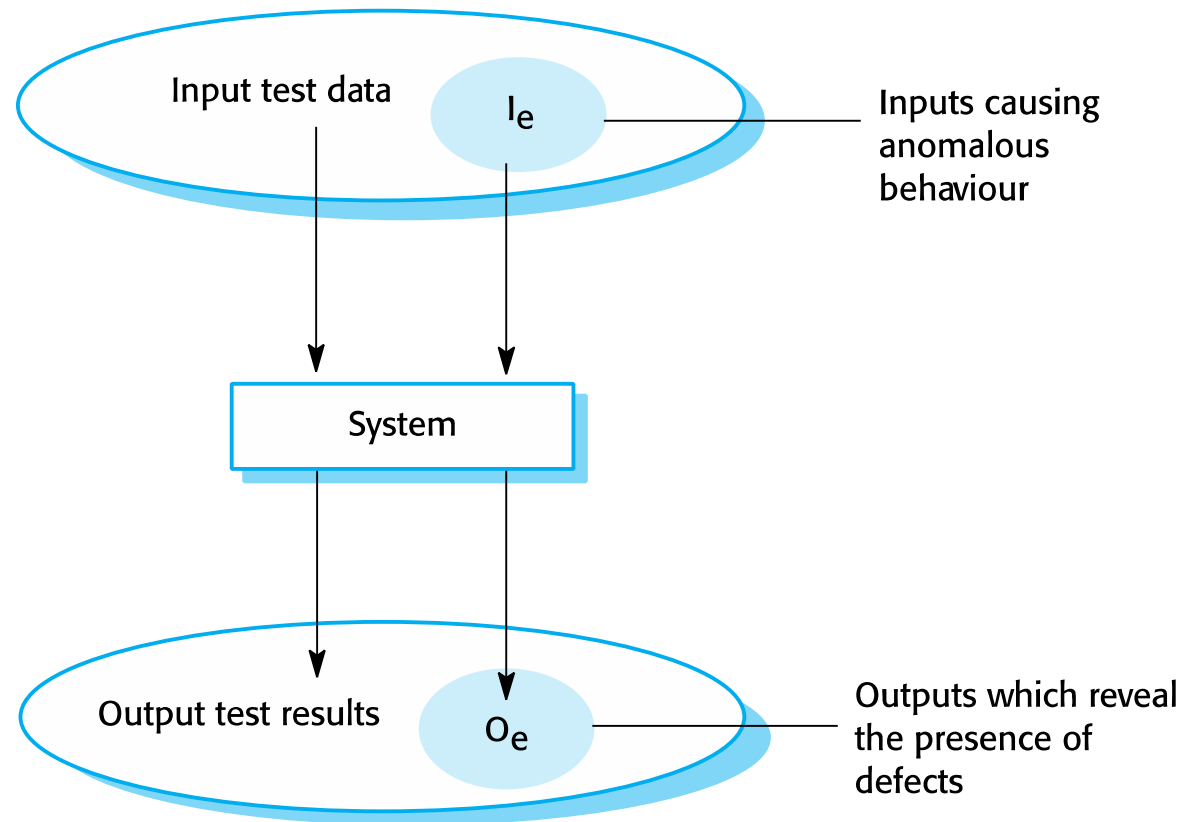 Input test data
Ie
Inputs causing
anomalous
behaviour
System
Output test results
Oe
Outputs which reveal
the presence of
defects